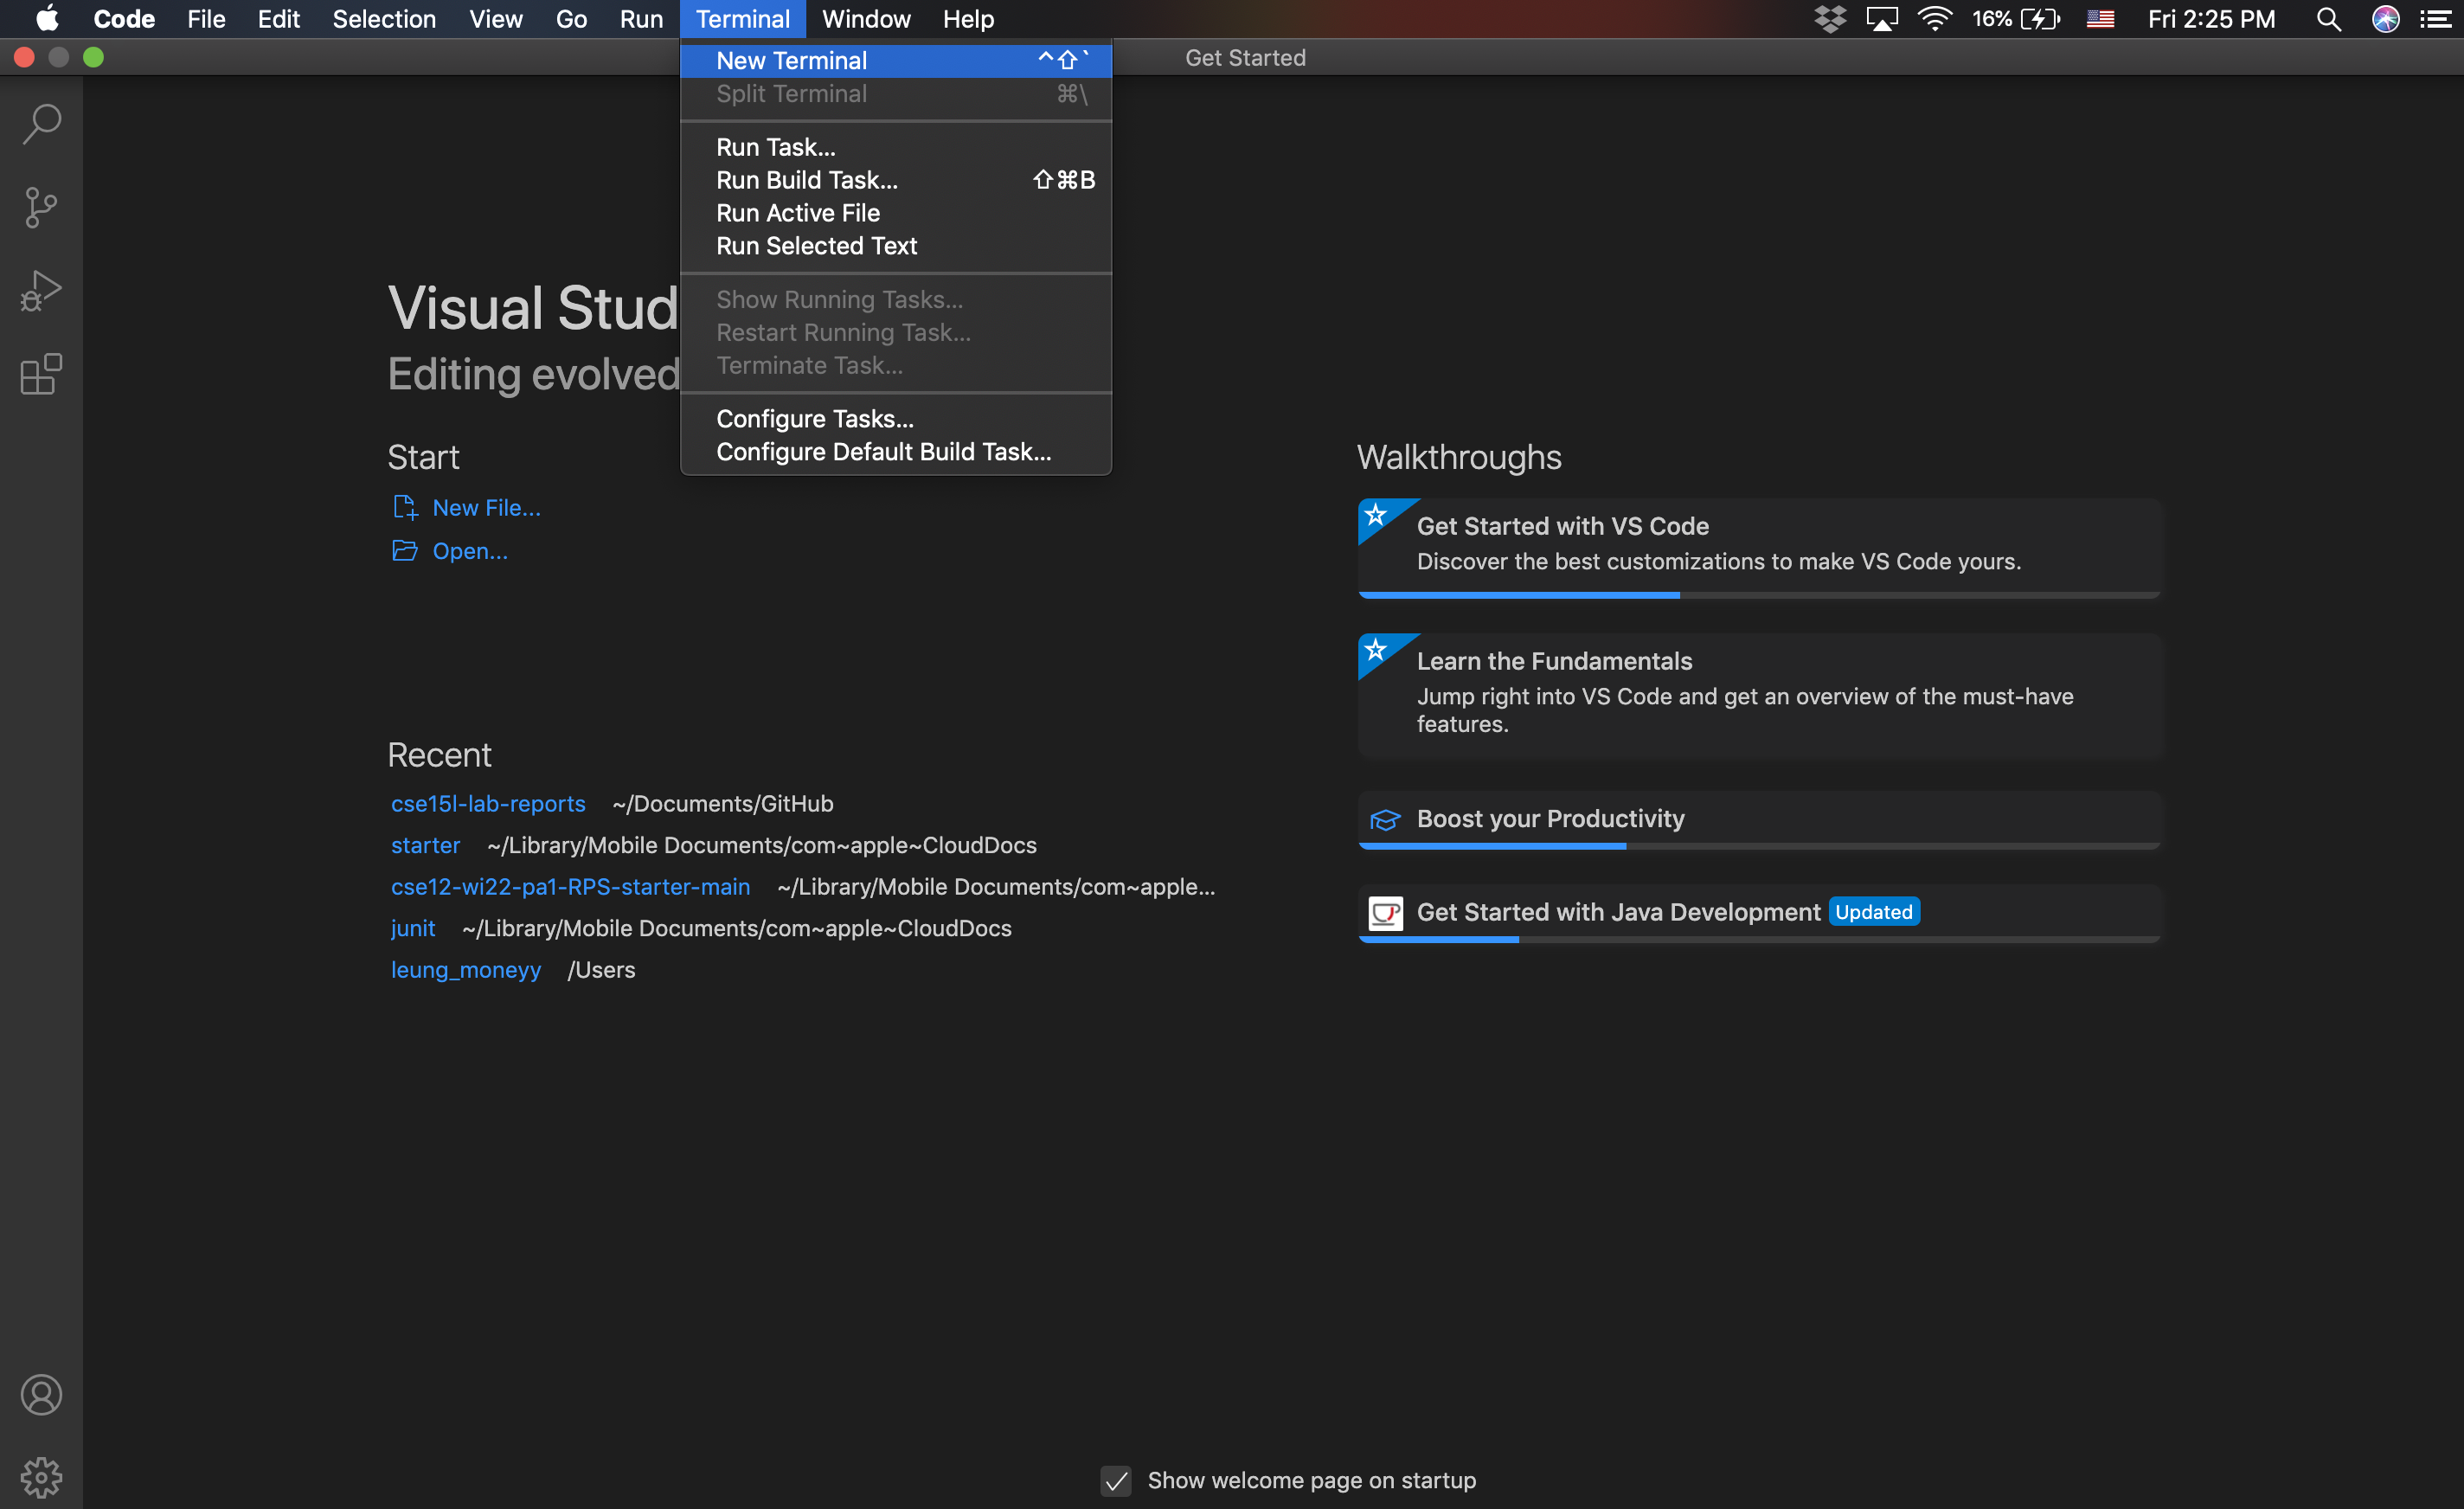 Code File Edit Selection View Go Run Terminal Window Help 16% Fri 2:25 PM
Get Started
New Terminal ^⇧`
Split Terminal ⌘\
Run Task...
Run Build Task... ⇧⌘B
Run Active File
Run Selected Text
Show Running Tasks...
Restart Running Task...
Terminate Task...
Configure Tasks...
Configure Default Build Task...
Visual Stud
Editing evolved
Start
New File...
Open...
Recent
cse15l-lab-reports ~/Documents/GitHub
starter ~/Library/Mobile Documents/com~apple~CloudDocs
cse12-wi22-pa1-RPS-starter-main ~/Library/Mobile Documents/com~apple...
junit ~/Library/Mobile Documents/com~apple~CloudDocs
leung_moneyy /Users
Walkthroughs
Get Started with VS Code
Discover the best customizations to make VS Code yours.
Learn the Fundamentals
Jump right into VS Code and get an overview of the must-have
features.
Boost your Productivity
Get Started with Java Development Updated
Show welcome page on startup